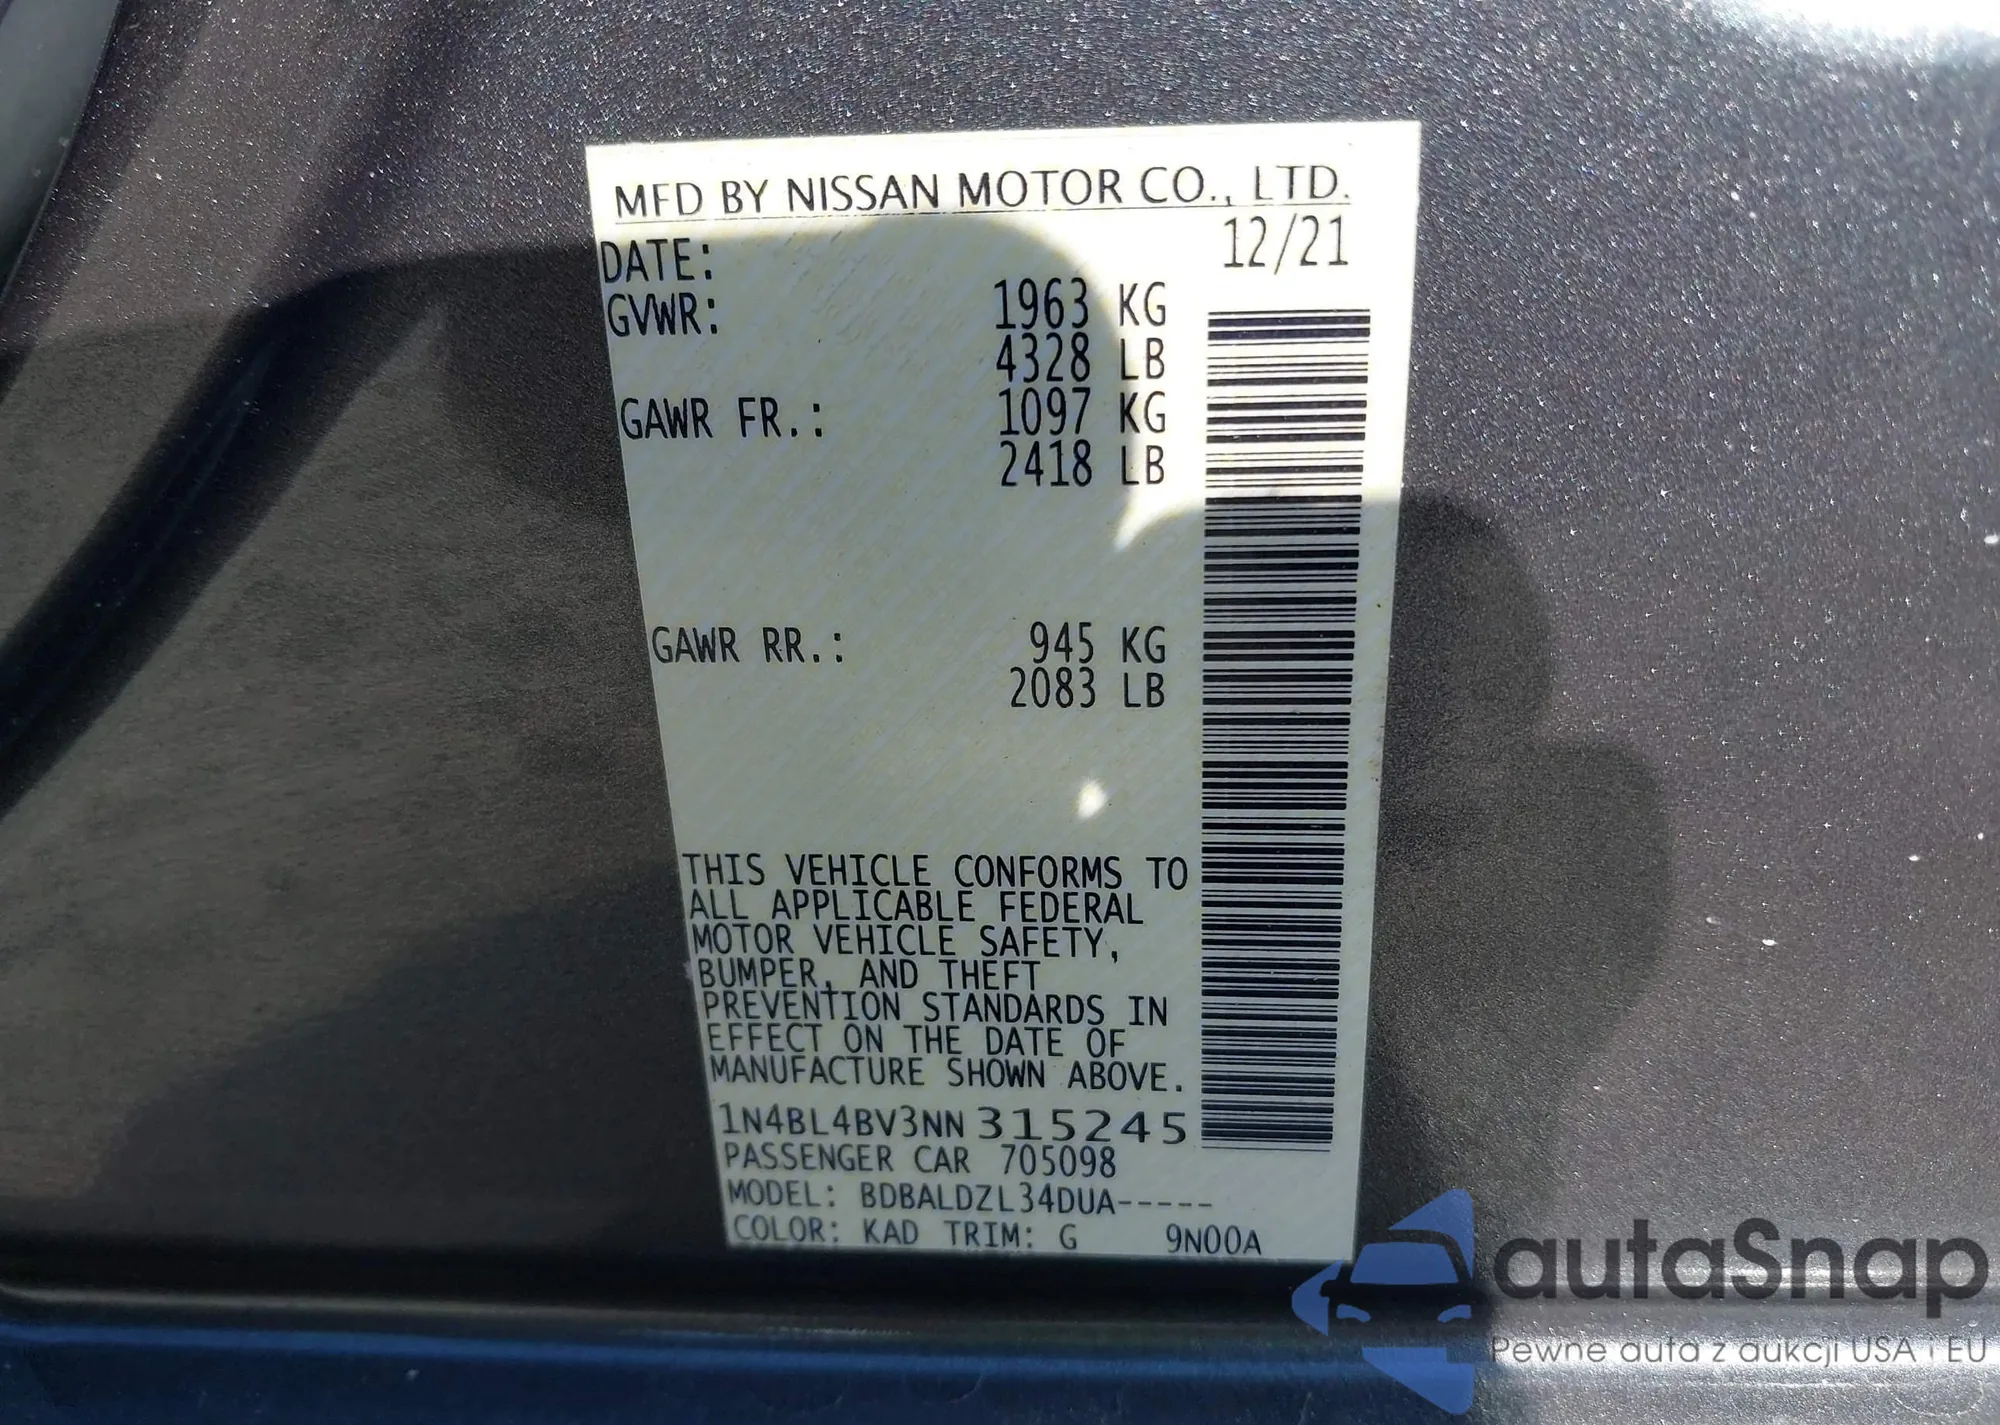 MFD BY NISSAN MOTOR CO., LTD.
DATE: 12/21
GVWR: 1963 KG
4328 LB
GAWR FR.: 1097 KG
2418 LB
GAWR RR.: 945 KG
2083 LB
THIS VEHICLE CONFORMS TO
ALL APPLICABLE FEDERAL
MOTOR VEHICLE SAFETY,
BUMPER, AND THEFT
PREVENTION STANDARDS IN
EFFECT ON THE DATE OF
MANUFACTURE SHOWN ABOVE.
1N4BL4BV3NN315245
PASSENGER CAR 705098
MODEL: BDBALDZL34DUA-----
COLOR: KAD TRIM: G 9N00A
autaSnap
Pewne auta z aukcji USA i EU